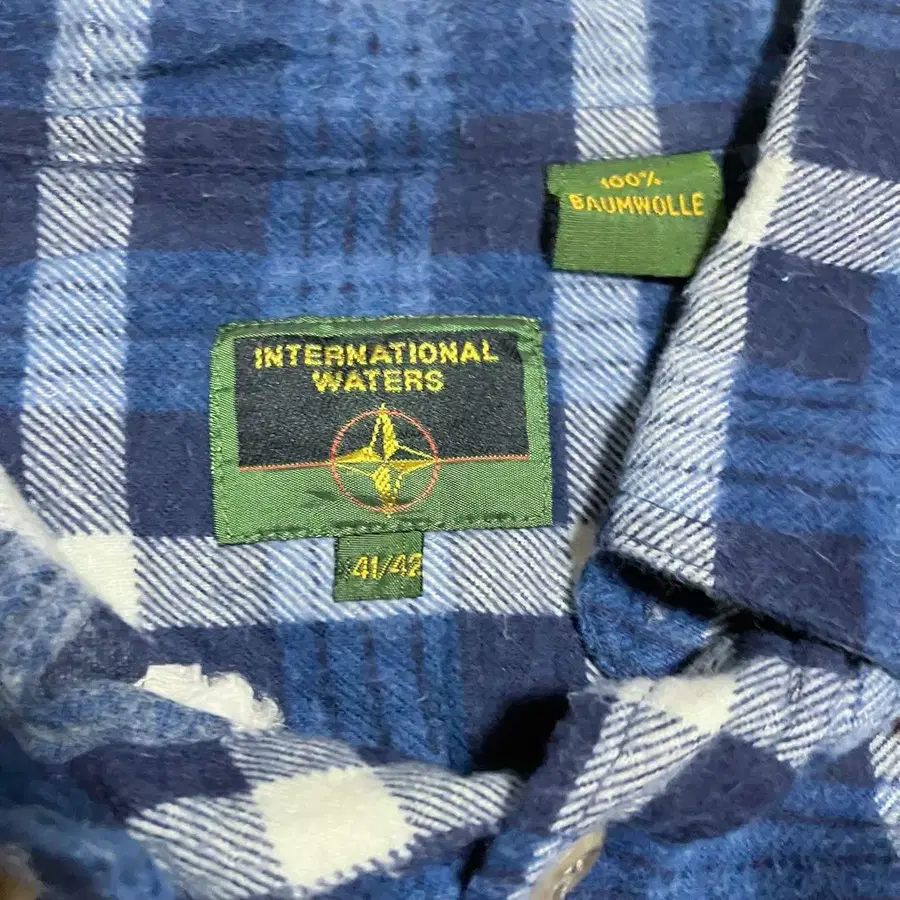 100%
BAUMWOLLE
INTERNATIONAL
WATERS
41/42